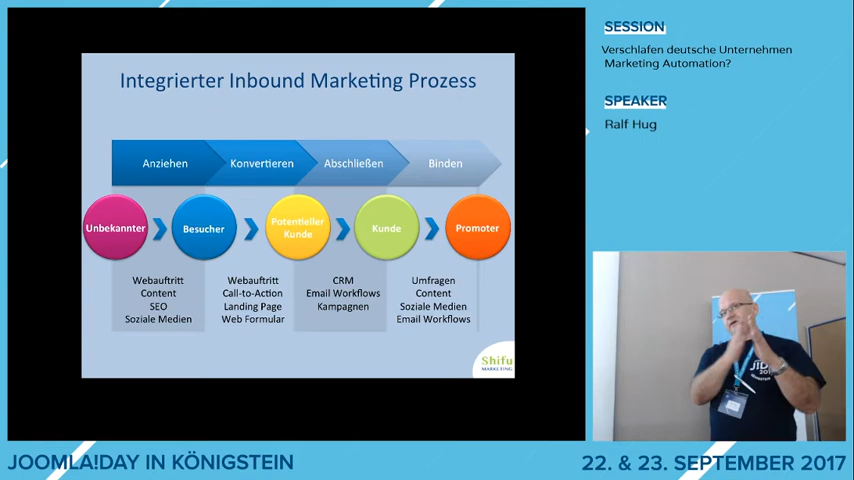 Integrierter Inbound Marketing Prozess
Anziehen
Konvertieren
Abschließen
Binden
Unbekannter
Besucher
Potentieller
Kunde
Kunde
Promoter
Webauftritt
Content
SEO
Soziale Medien
Webauftritt
Call-to-Action
Landing Page
Web Formular
CRM
Email Workflows
Kampagnen
Umfragen
Content
Soziale Medien
Email Workflows
Shifu
MARKETING
SESSION
Verschlafen deutsche Unternehmen
Marketing Automation?
SPEAKER
Ralf Hug
JOOMLA!DAY IN KÖNIGSTEIN
22. & 23. SEPTEMBER 2017